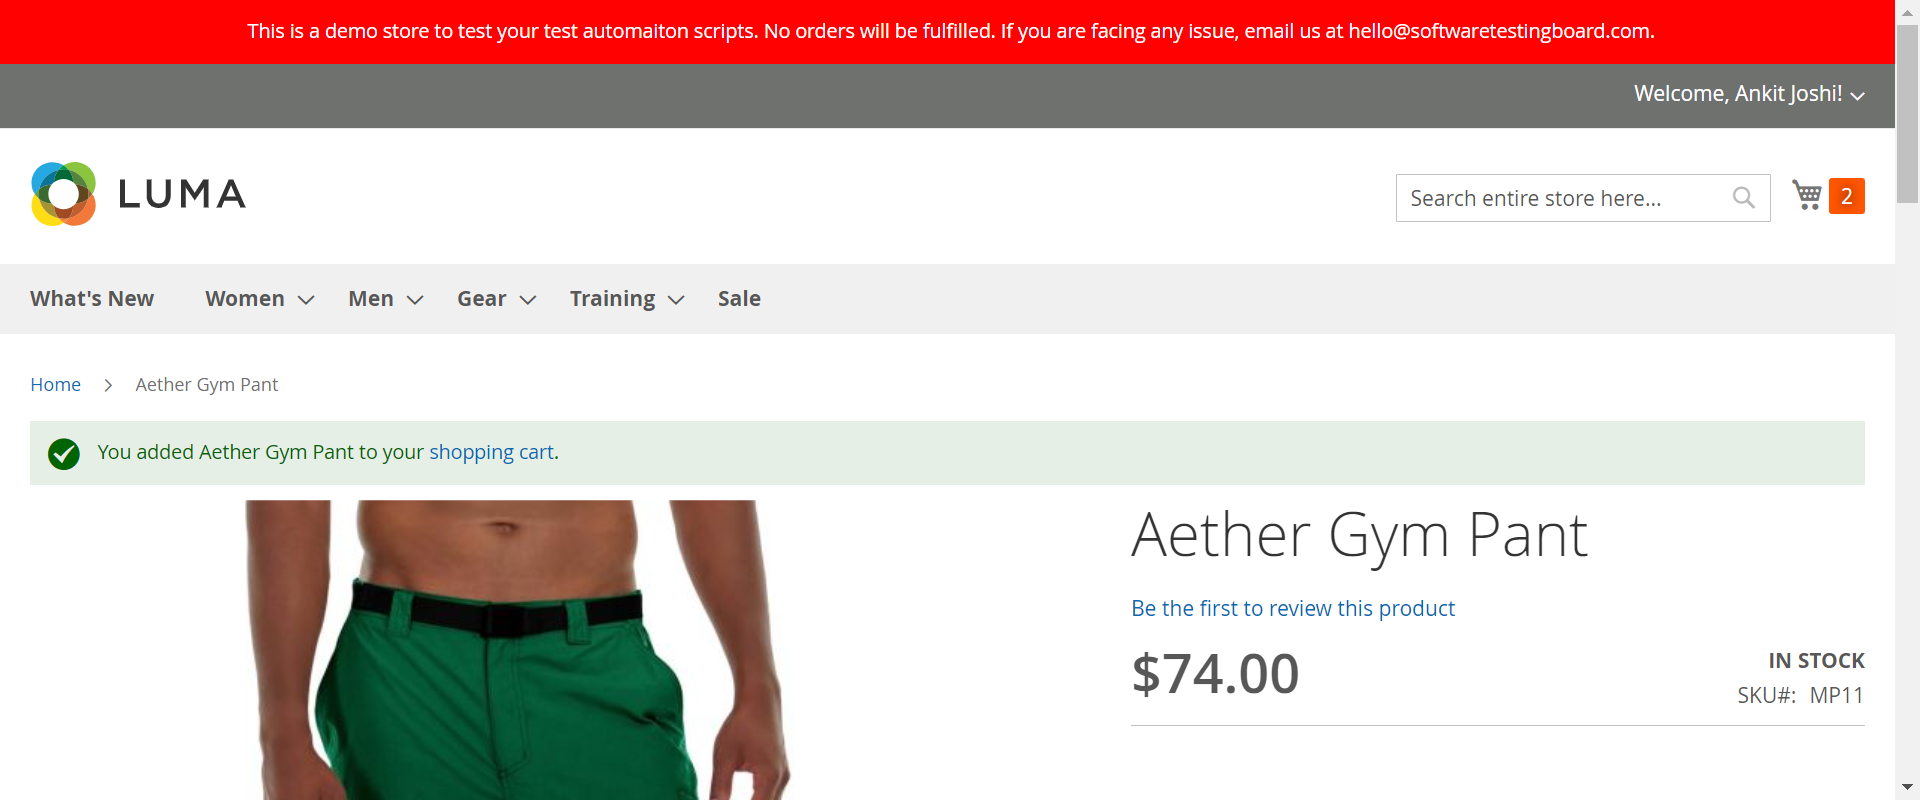 This is a demo store to test your test automaiton scripts. No orders will be fulfilled. If you are facing any issue, email us at hello@softwaretestingboard.com.
Welcome, Ankit Joshi!
LUMA
Search entire store here...
2
What's New Women Men Gear Training Sale
Home Aether Gym Pant
You added Aether Gym Pant to your shopping cart.
Aether Gym Pant
Be the first to review this product
$74.00
IN STOCK
SKU#: MP11